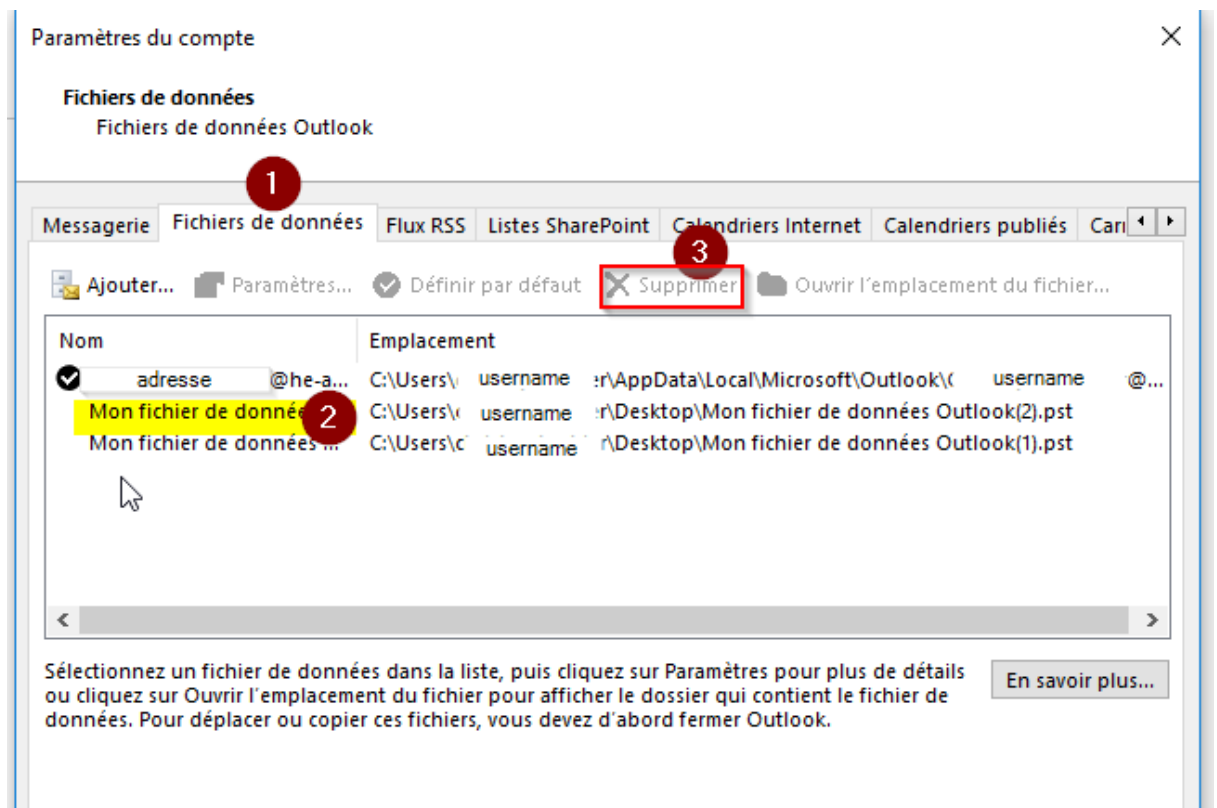 Paramètres du compte
Fichiers de données
Fichiers de données Outlook
1
Messagerie Fichiers de données Flux RSS Listes SharePoint Calendriers Internet Calendriers publiés
3
Ajouter... Paramètres... Définir par défaut Supprimer Ouvrir l'emplacement du fichier...
Nom Emplacement
adresse @he-a... C:\Users\ username r\AppData\Local\Microsoft\Outlook\ username @...
Mon fichier de donné 2 C:\Users\ username r\Desktop\Mon fichier de données Outlook(2).pst
Mon fichier de données ... C:\Users\c username r\Desktop\Mon fichier de données Outlook(1).pst
Sélectionnez un fichier de données dans la liste, puis cliquez sur Paramètres pour plus de détails
ou cliquez sur Ouvrir l'emplacement du fichier pour afficher le dossier qui contient le fichier de
données. Pour déplacer ou copier ces fichiers, vous devez d'abord fermer Outlook.
En savoir plus...